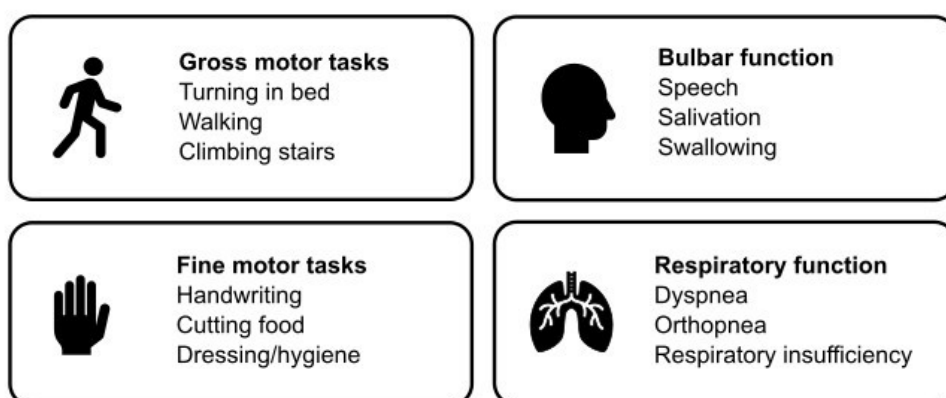 Gross motor tasks
Turning in bed
Walking
Climbing stairs
Bulbar function
Speech
Salivation
Swallowing
Fine motor tasks
Handwriting
Cutting food
Dressing/hygiene
Respiratory function
Dyspnea
Orthopnea
Respiratory insufficiency